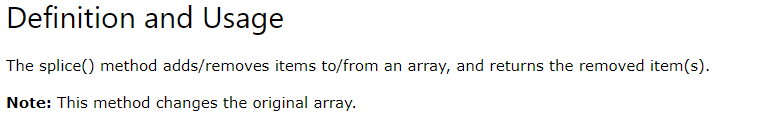 Definition and Usage
The splice() method adds/removes items to/from an array, and returns the removed item(s).
Note: This method changes the original array.